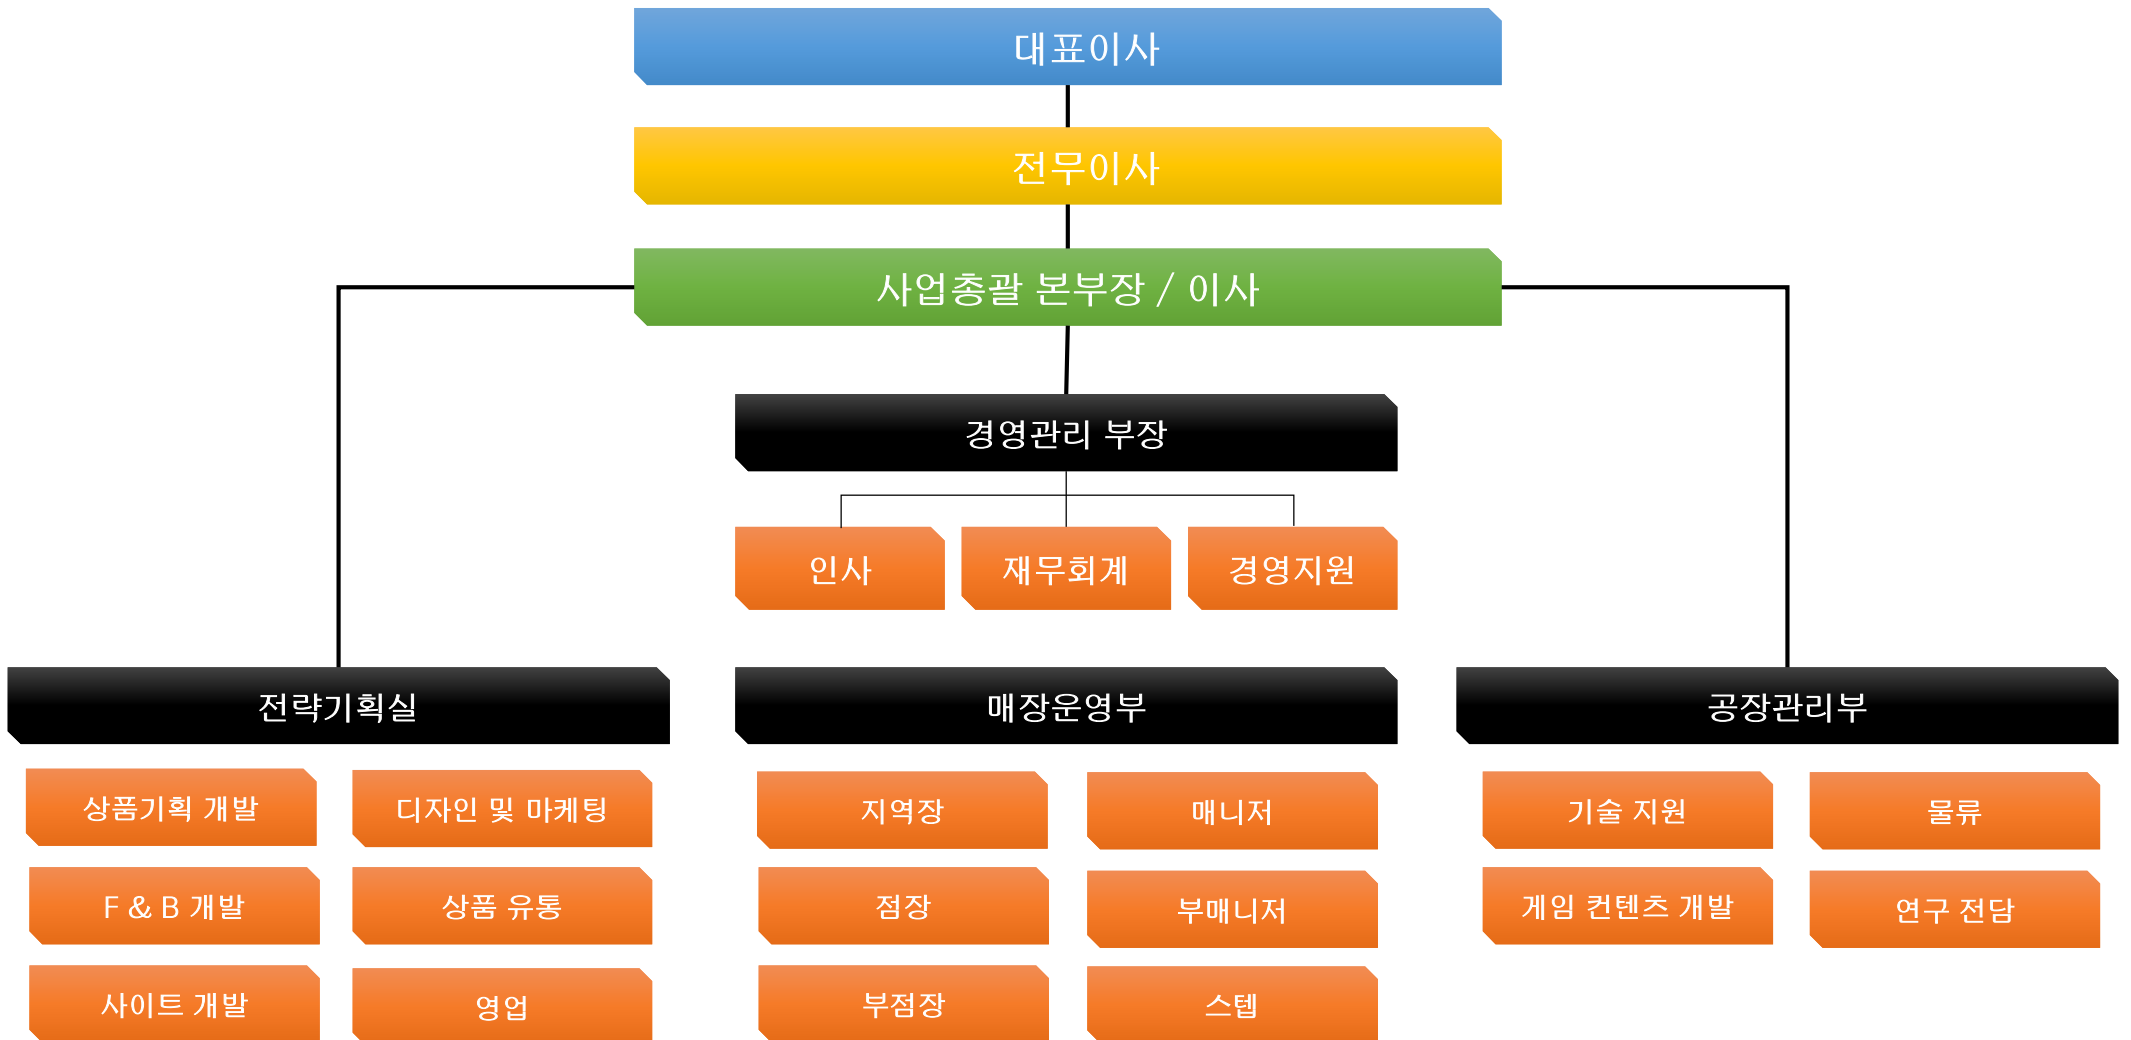 대표이사
전무이사
사업총괄 본부장 / 이사
경영관리 부장
인사
재무회계
경영지원
전략기획실
상품기획 개발
디자인 및 마케팅
F & B 개발
상품 유통
사이트 개발
영업
매장운영부
지역장
매니저
점장
부매니저
부점장
스텝
공장관리부
기술 지원
물류
게임 컨텐츠 개발
연구 전담